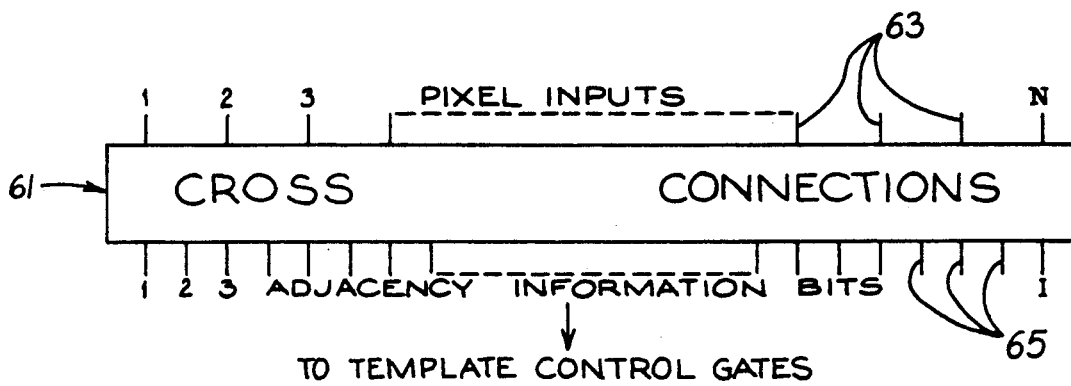 63
1 2 3 PIXEL INPUTS N
61 CROSS CONNECTIONS
1 2 3 ADJACENCY INFORMATION BITS I
65
TO TEMPLATE CONTROL GATES